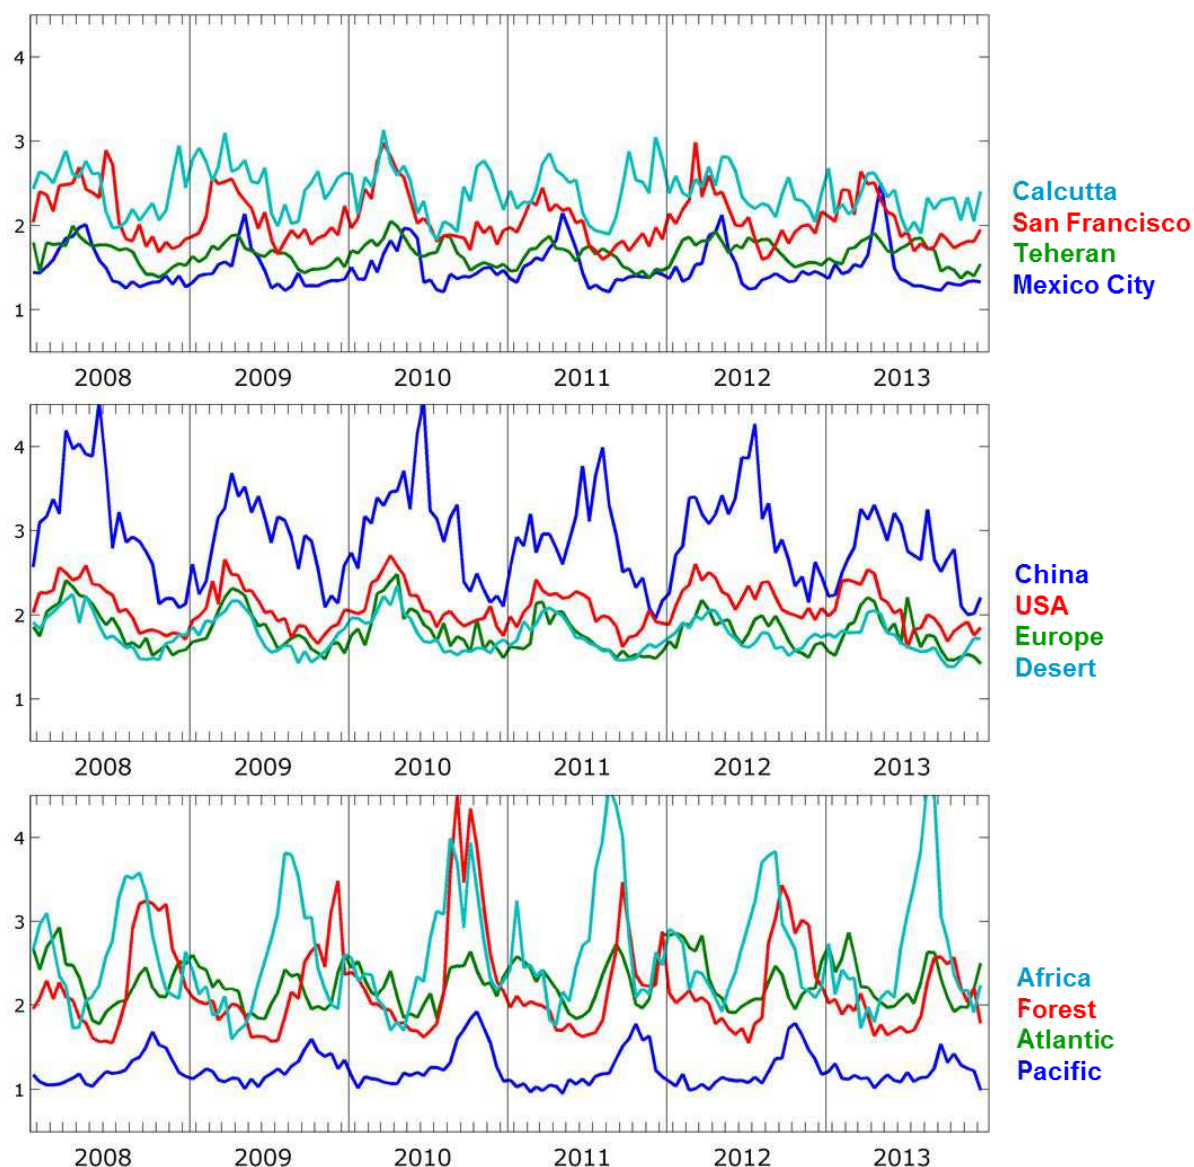 4
3
2
1
Calcutta
San Francisco
Teheran
Mexico City
2008 2009 2010 2011 2012 2013
4
3
2
1
China
USA
Europe
Desert
2008 2009 2010 2011 2012 2013
4
3
2
1
Africa
Forest
Atlantic
Pacific
2008 2009 2010 2011 2012 2013